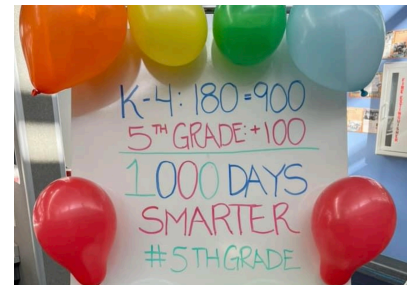 K-4: 180=900
5TH GRADE: +100
1000 DAYS
SMARTER
#5THGRADE